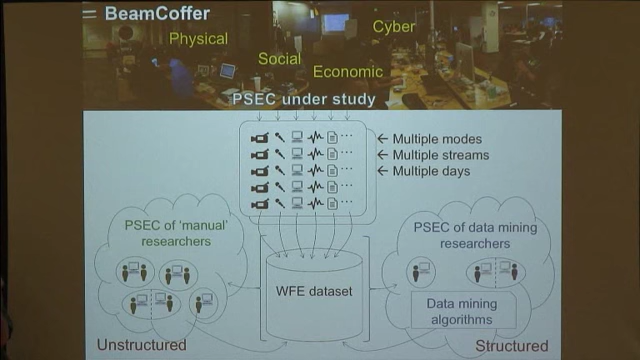 BeamCoffer
Physical
Social
Cyber
Economic
PSEC under study
← Multiple modes
← Multiple streams
← Multiple days
PSEC of 'manual'
researchers
PSEC of data mining
researchers
WFE dataset
Data mining
algorithms
Unstructured
Structured